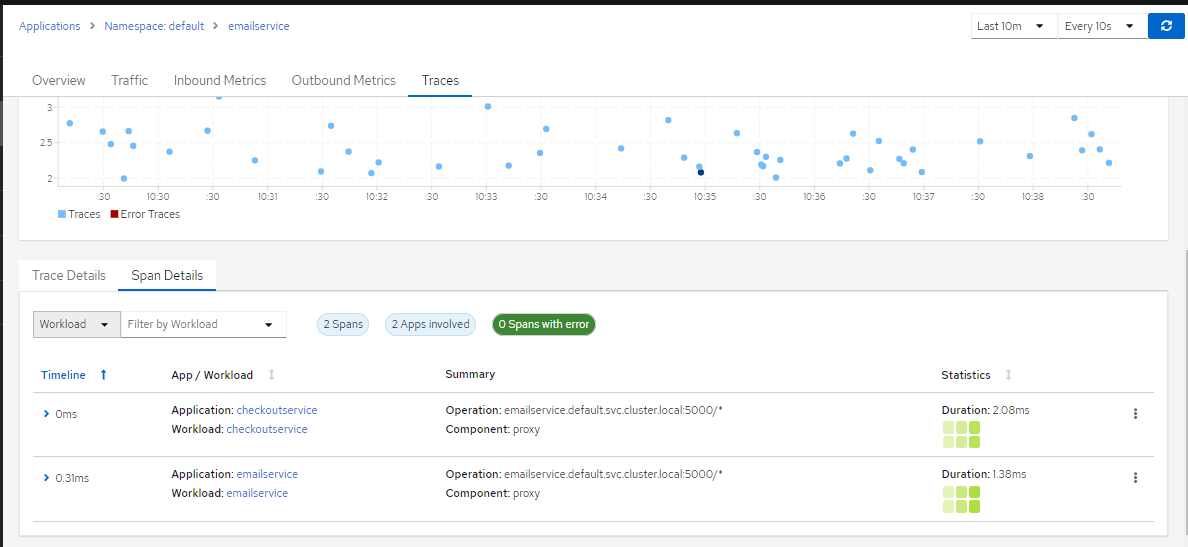 Applications > Namespace: default > emailservice
Last 10m
Every 10s
Overview Traffic Inbound Metrics Outbound Metrics Traces
3
2.5
2
:30 10:30 :30 10:31 :30 10:32 :30 10:33 :30 10:34 :30 10:35 :30 10:36 :30 10:37 :30 10:38 :30
Traces Error Traces
Trace Details Span Details
Workload Filter by Workload 2 Spans 2 Apps involved 0 Spans with error
Timeline App / Workload Summary Statistics
0ms
Application: checkoutservice
Workload: checkoutservice
Operation: emailservice.default.svc.cluster.local:5000/*
Component: proxy
Duration: 2.08ms
0.31ms
Application: emailservice
Workload: emailservice
Operation: emailservice.default.svc.cluster.local:5000/*
Component: proxy
Duration: 1.38ms